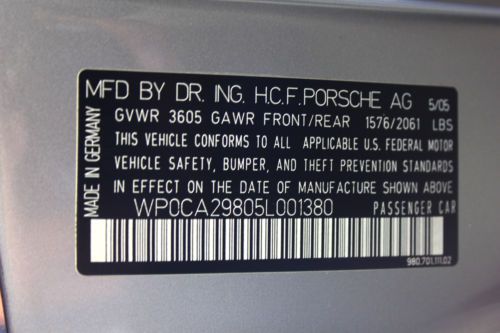 MFD BY DR. ING. H.C.F. PORSCHE AG 5/05
GVWR 3605 GAWR FRONT/REAR 1576/2061 LBS
THIS VEHICLE CONFORMS TO ALL APPLICABLE U.S. FEDERAL MOTOR
VEHICLE SAFETY, BUMPER, AND THEFT PREVENTION STANDARDS
IN EFFECT ON THE DATE OF MANUFACTURE SHOWN ABOVE
WP0CA29805L001380 PASSENGER CAR
980.701.111.02
MADE IN GERMANY